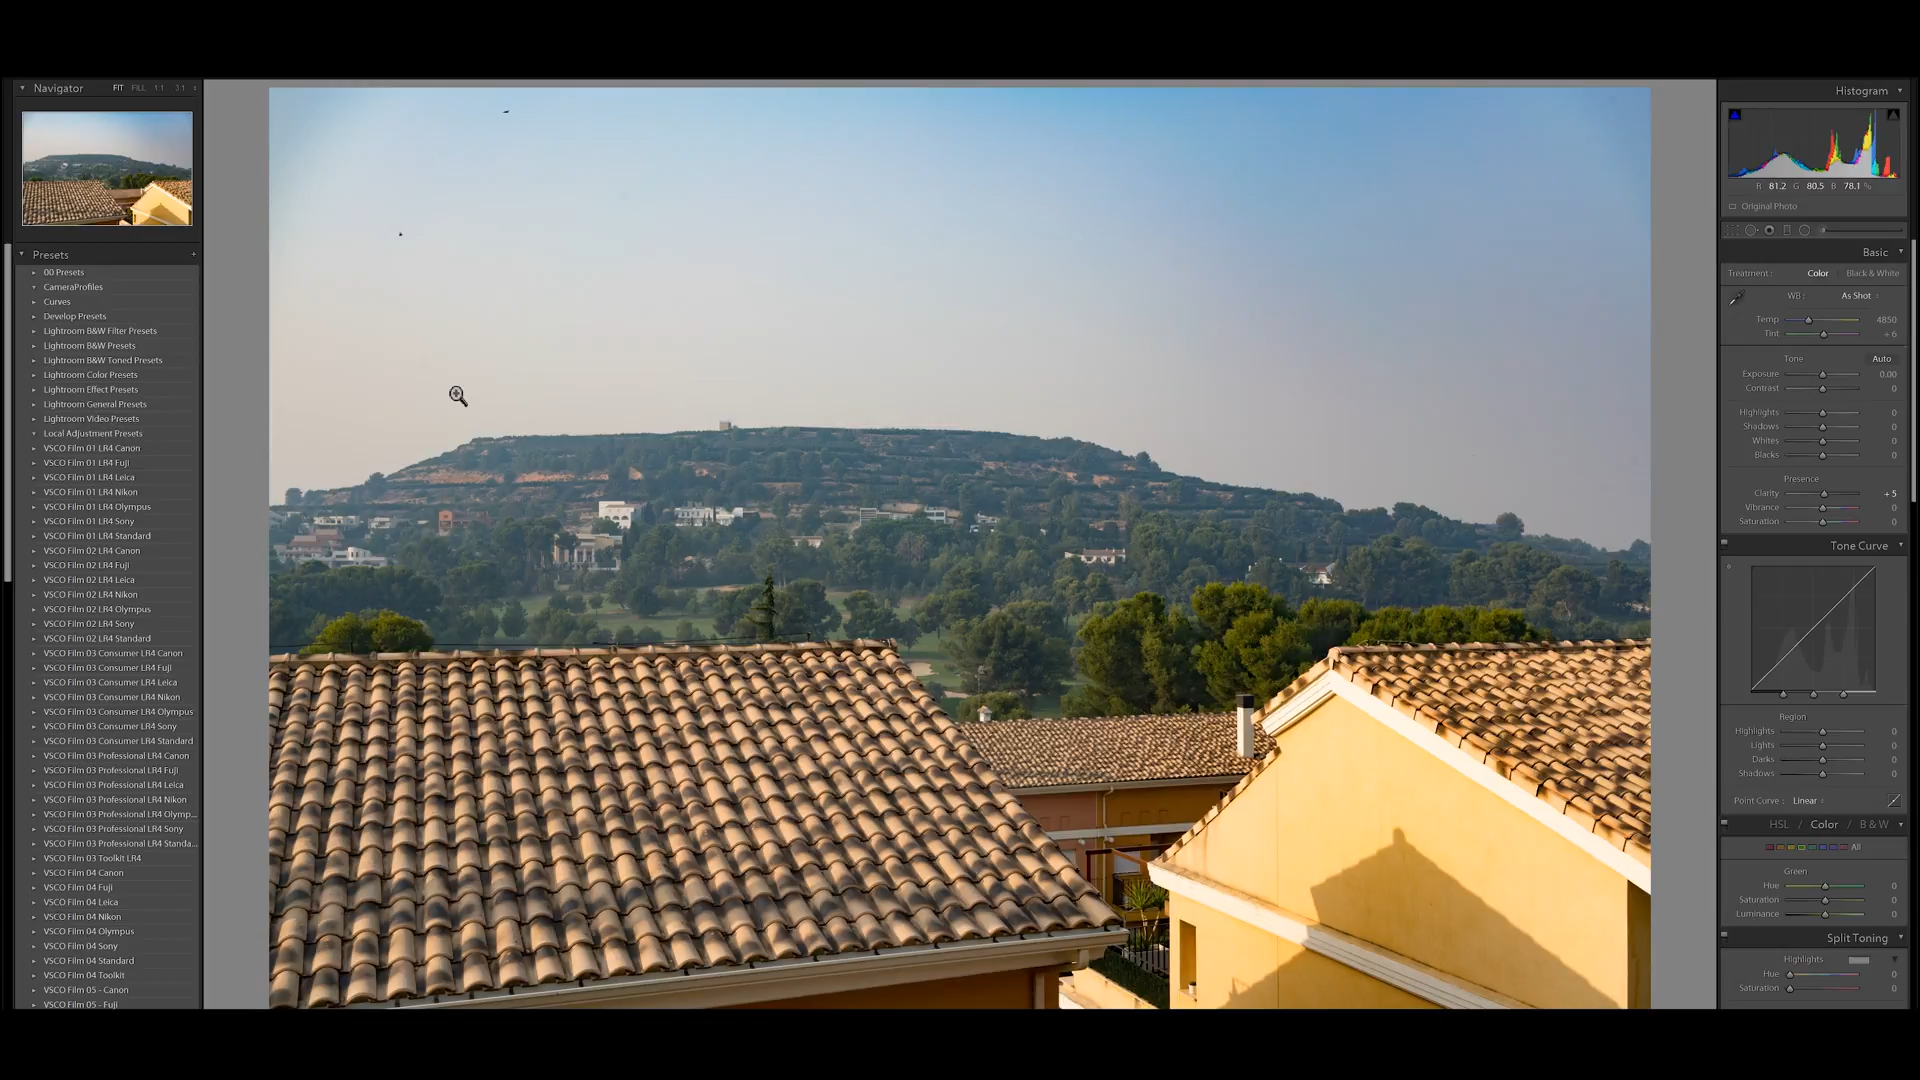 Navigator FIT FILL 1:1 3:1
Presets +
00 Presets
CameraProfiles
Curves
Develop Presets
Lightroom B&W Filter Presets
Lightroom B&W Presets
Lightroom B&W Toned Presets
Lightroom Color Presets
Lightroom Effect Presets
Lightroom General Presets
Lightroom Video Presets
Local Adjustment Presets
VSCO Film 01 LR4 Canon
VSCO Film 01 LR4 Fuji
VSCO Film 01 LR4 Leica
VSCO Film 01 LR4 Nikon
VSCO Film 01 LR4 Olympus
VSCO Film 01 LR4 Sony
VSCO Film 01 LR4 Standard
VSCO Film 02 LR4 Canon
VSCO Film 02 LR4 Fuji
VSCO Film 02 LR4 Leica
VSCO Film 02 LR4 Nikon
VSCO Film 02 LR4 Olympus
VSCO Film 02 LR4 Sony
VSCO Film 02 LR4 Standard
VSCO Film 03 Consumer LR4 Canon
VSCO Film 03 Consumer LR4 Fuji
VSCO Film 03 Consumer LR4 Leica
VSCO Film 03 Consumer LR4 Nikon
VSCO Film 03 Consumer LR4 Olympus
VSCO Film 03 Consumer LR4 Sony
VSCO Film 03 Consumer LR4 Standard
VSCO Film 03 Professional LR4 Canon
VSCO Film 03 Professional LR4 Fuji
VSCO Film 03 Professional LR4 Leica
VSCO Film 03 Professional LR4 Nikon
VSCO Film 03 Professional LR4 Olymp...
VSCO Film 03 Professional LR4 Sony
VSCO Film 03 Professional LR4 Standa...
VSCO Film 03 Toolkit LR4
VSCO Film 04 Canon
VSCO Film 04 Fuji
VSCO Film 04 Leica
VSCO Film 04 Nikon
VSCO Film 04 Olympus
VSCO Film 04 Sony
VSCO Film 04 Standard
VSCO Film 04 Toolkit
VSCO Film 05 - Canon
VSCO Film 05 - Fuji
Histogram
R 81.2 G 80.5 B 78.1 %
Original Photo
Basic
Treatment : Color Black & White
WB : As Shot
Temp 4850
Tint + 6
Tone Auto
Exposure 0.00
Contrast 0
Highlights 0
Shadows 0
Whites 0
Blacks 0
Presence
Clarity + 5
Vibrance 0
Saturation 0
Tone Curve
Region
Highlights 0
Lights 0
Darks 0
Shadows 0
Point Curve : Linear
HSL / Color / B & W
All
Green
Hue 0
Saturation 0
Luminance 0
Split Toning
Highlights
Hue 0
Saturation 0